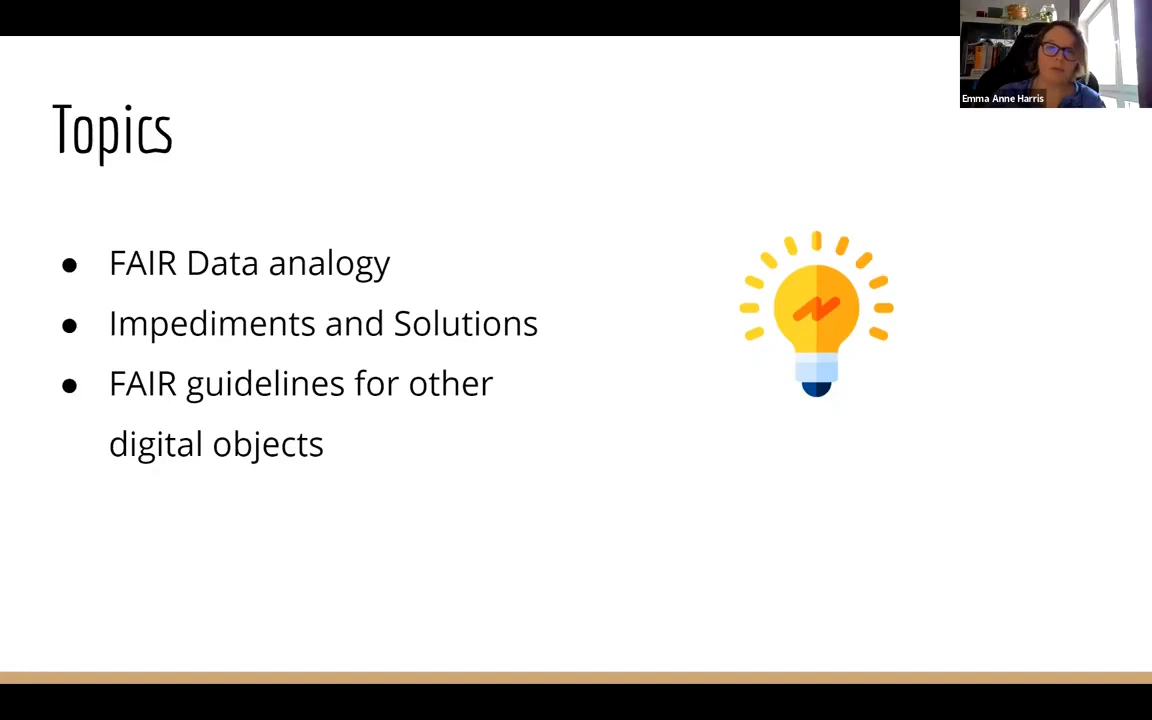 Emma Anne Harris
Topics
● FAIR Data analogy
● Impediments and Solutions
● FAIR guidelines for other
digital objects